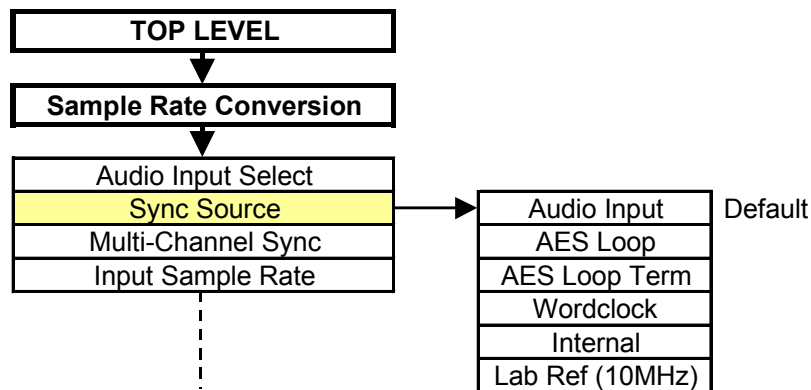 TOP LEVEL
Sample Rate Conversion
Audio Input Select
Sync Source
Multi-Channel Sync
Input Sample Rate
Audio Input Default
AES Loop
AES Loop Term
Wordclock
Internal
Lab Ref (10MHz)